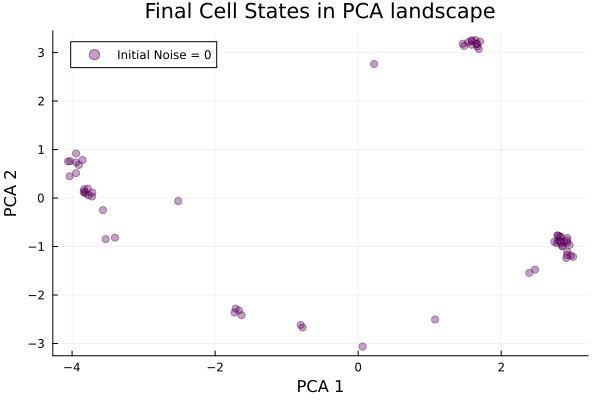 Final Cell States in PCA landscape
Initial Noise = 0
PCA 2
3
2
1
0
−1
−2
−3
−4
−2
0
2
PCA 1